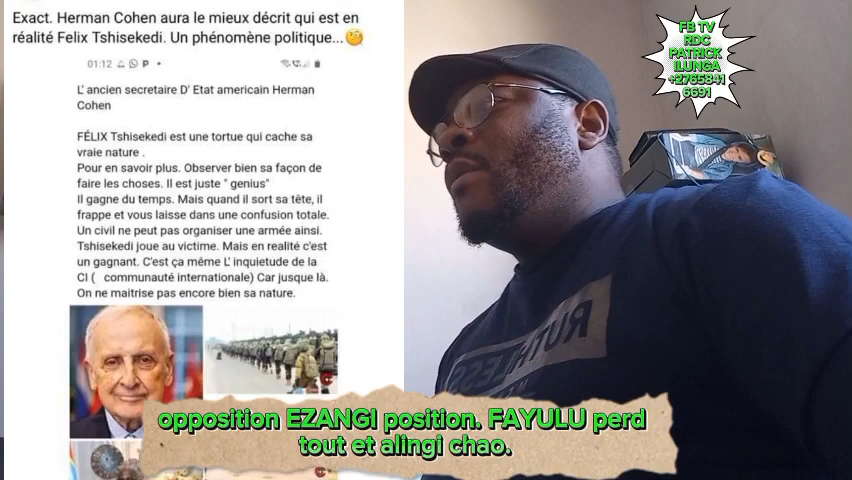 Exact. Herman Cohen aura le mieux décrit qui est en
réalité Felix Tshisekedi. Un phénomène politique...🧐
01:12
L' ancien secretaire D' Etat americain Herman
Cohen
FÉLIX Tshisekedi est une tortue qui cache sa
vraie nature .
Pour en savoir plus. Observer bien sa façon de
faire les choses. Il est juste " genius"
Il gagne du temps. Mais quand il sort sa tête, il
frappe et vous laisse dans une confusion totale.
Un civil ne peut pas organiser une armée ainsi.
Tshisekedi joue au victime. Mais en realité c'est
un gagnant. C'est ça même L' inquietude de la
CI ( communauté internationale) Car jusque là.
On ne maitrise pas encore bien sa nature.
FB TV
RDC
PATRICK
ILUNGA
+2765841
6691
RUTHLESS
opposition EZANGI position. FAYULU perd
tout et alingi chao.